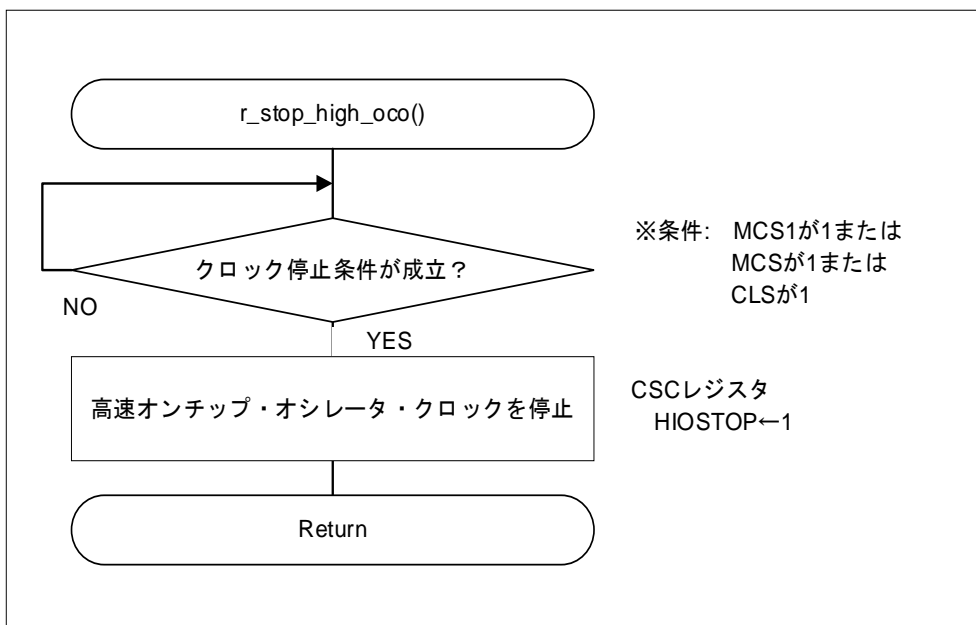 r_stop_high_oco()
クロック停止条件が成立？
※条件: MCS1が1または
MCSが1または
CLSが1
NO
YES
高速オンチップ・オシレータ・クロックを停止
CSCレジスタ
HIOSTOP←1
Return